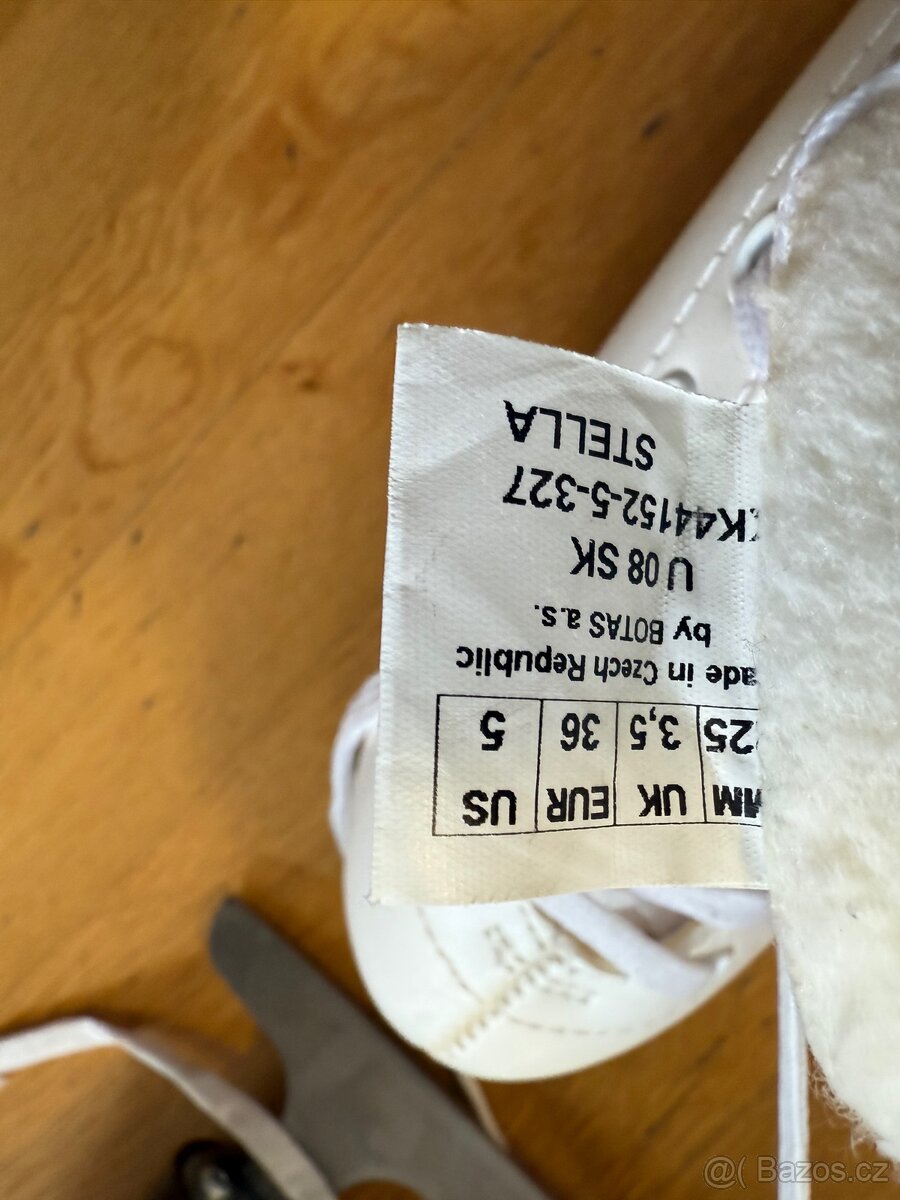 MM UK EUR US
25 3,5 36 5
ade in Czech Republic
by BOTAS a.s.
U 08 SK
K44152-5-327
STELLA
@( Bazos.cz